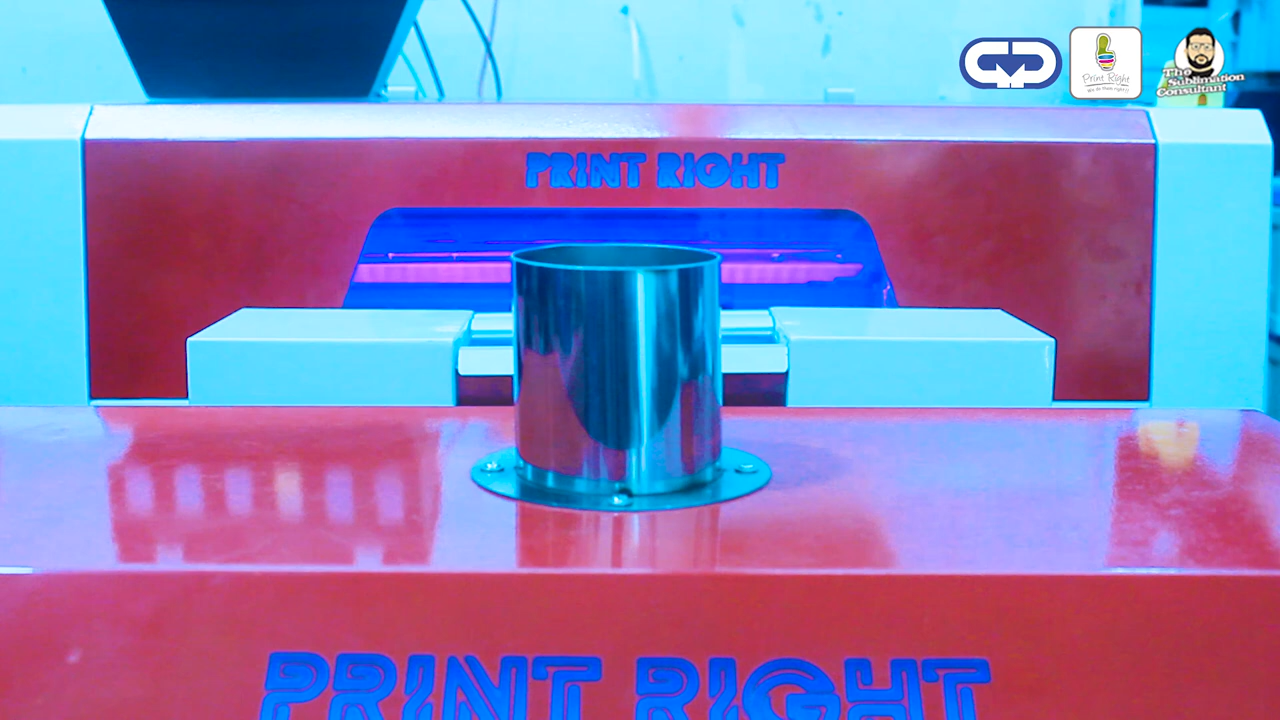 Print Right
We do them right!!
The
Sublimation
Consultant
PRINT RIGHT
PRINT RIGHT